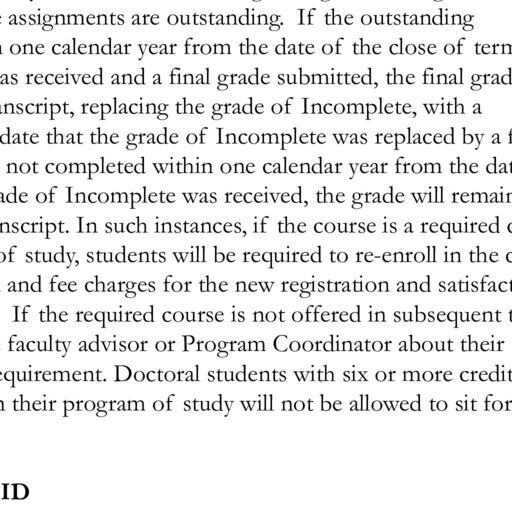 assignments are outstanding. If the outstanding
one calendar year from the date of the close of term
was received and a final grade submitted, the final grad
anscript, replacing the grade of Incomplete, with a
date that the grade of Incomplete was replaced by a f
not completed within one calendar year from the dat
ade of Incomplete was received, the grade will remain
nscript. In such instances, if the course is a required
of study, students will be required to re-enroll in the c
and fee charges for the new registration and satisfact
If the required course is not offered in subsequent t
faculty advisor or Program Coordinator about their
equirement. Doctoral students with six or more credit
n their program of study will not be allowed to sit for
ID